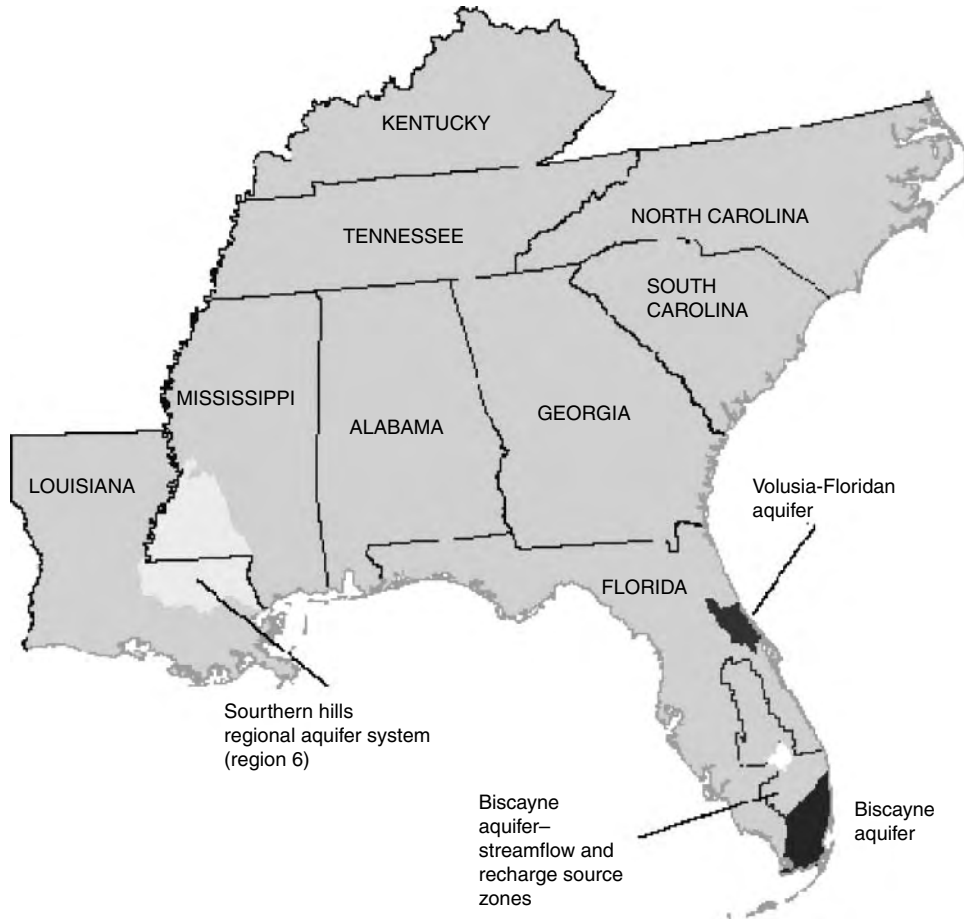 KENTUCKY
NORTH CAROLINA
TENNESSEE
SOUTH
CAROLINA
MISSISSIPPI
ALABAMA
GEORGIA
LOUISIANA
Volusia-Floridan
aquifer
FLORIDA
Sourthern hills
regional aquifer system
(region 6)
Biscayne
aquifer–
streamflow and
recharge source
zones
Biscayne
aquifer